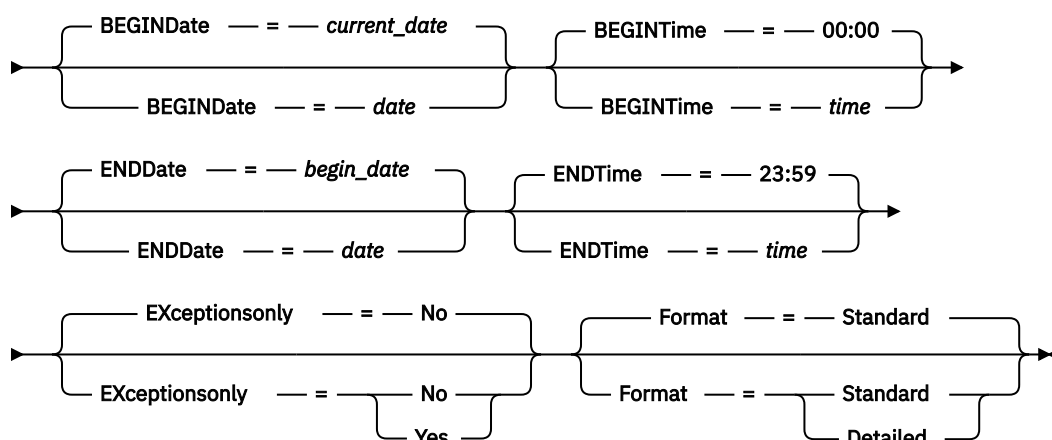 BEGINDate = current_date BEGINTime = 00:00
BEGINDate = date BEGINTime = time
ENDDate = begin_date ENDTime = 23:59
ENDDate = date ENDTime = time
EXceptionsonly = No Format = Standard
EXceptionsonly = No Format = Standard
Yes Detailed